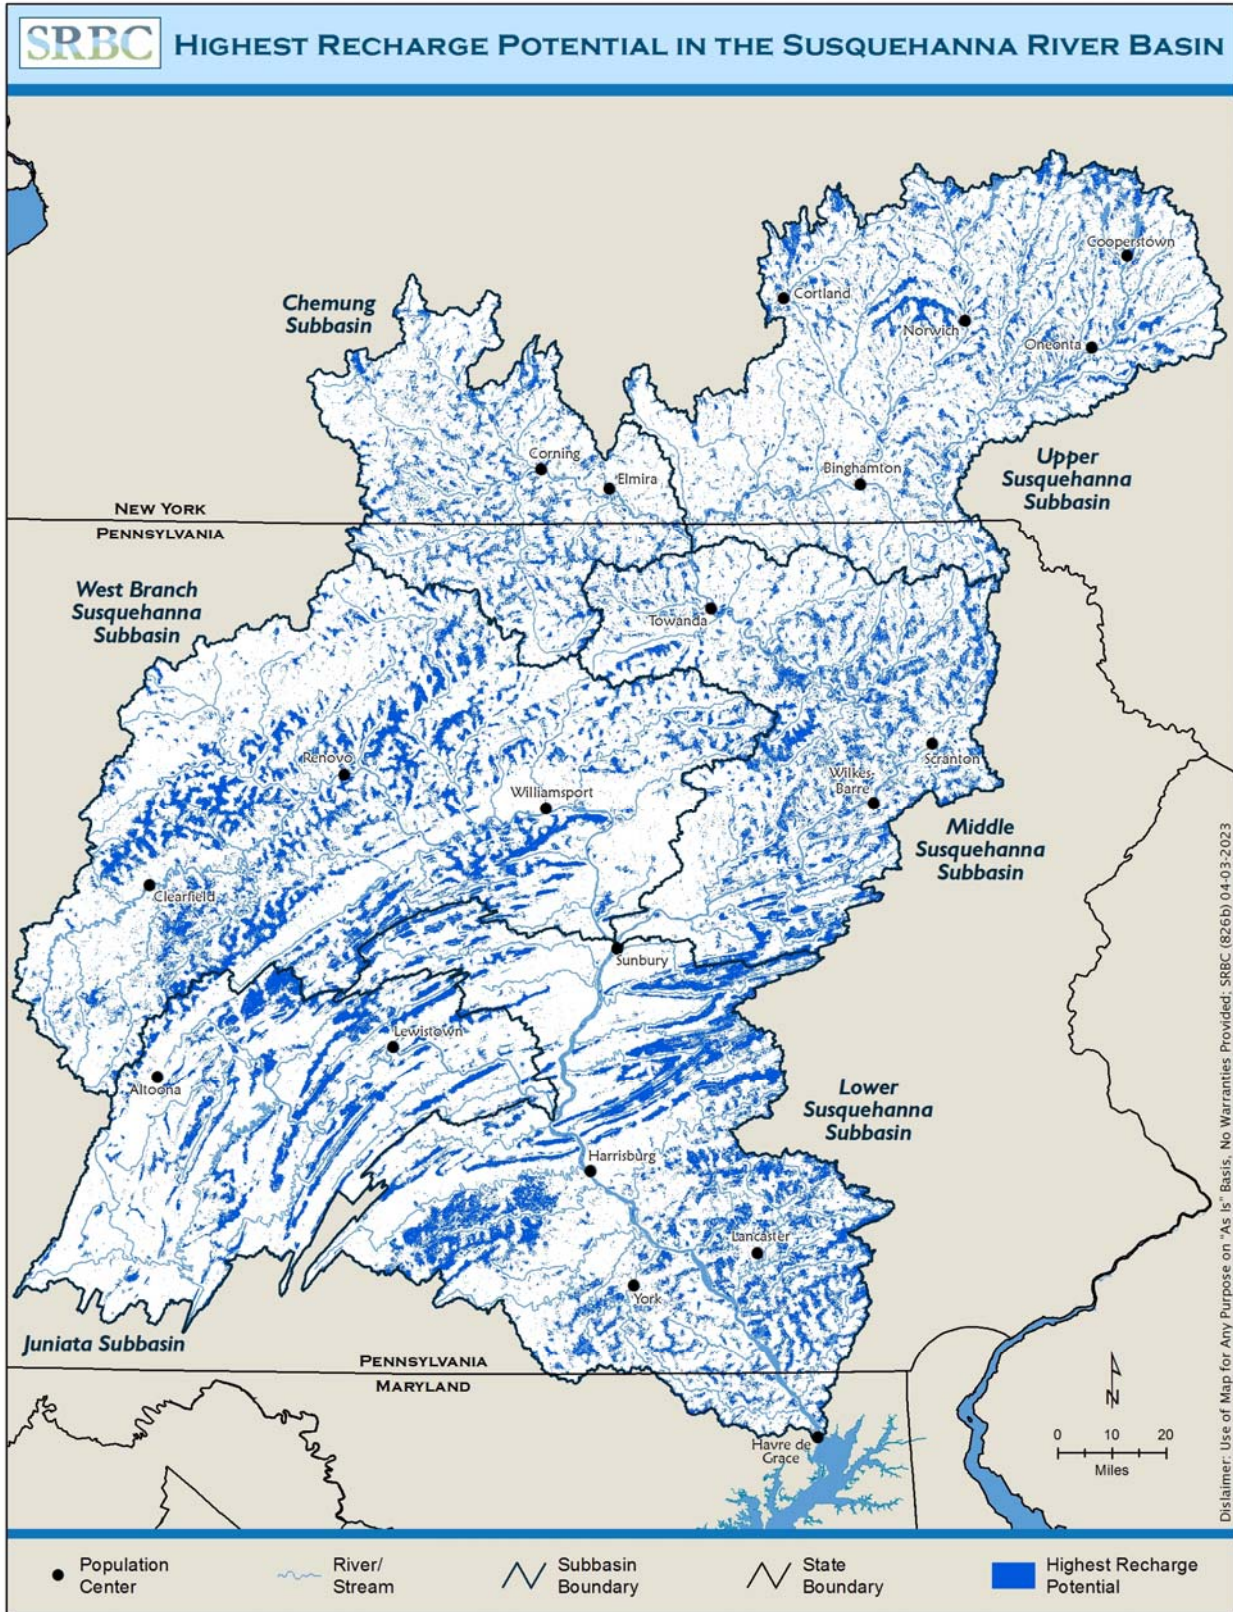 SRBC
HIGHEST RECHARGE POTENTIAL IN THE SUSQUEHANNA RIVER BASIN
Cooperstown
Cortland
Chemung
Subbasin
Norwich
Oneonta
Corning
Elmira
Binghamton
Upper
Susquehanna
Subbasin
NEW YORK
PENNSYLVANIA
West Branch
Susquehanna
Subbasin
Towanda
Renovo
Scranton
Wilkes-
Barre
Williamsport
Middle
Susquehanna
Subbasin
Clearfield
Sunbury
Lewistown
Altoona
Lower
Susquehanna
Subbasin
Harrisburg
Lancaster
York
Juniata Subbasin
PENNSYLVANIA
MARYLAND
Havre de
Grace
N
0 10 20
Miles
Dislaimer: Use of Map for Any Purpose on "As Is" Basis, No Warranties Provided; SRBC (826b) 04-03-2023
Population
Center
River/
Stream
Subbasin
Boundary
State
Boundary
Highest Recharge
Potential